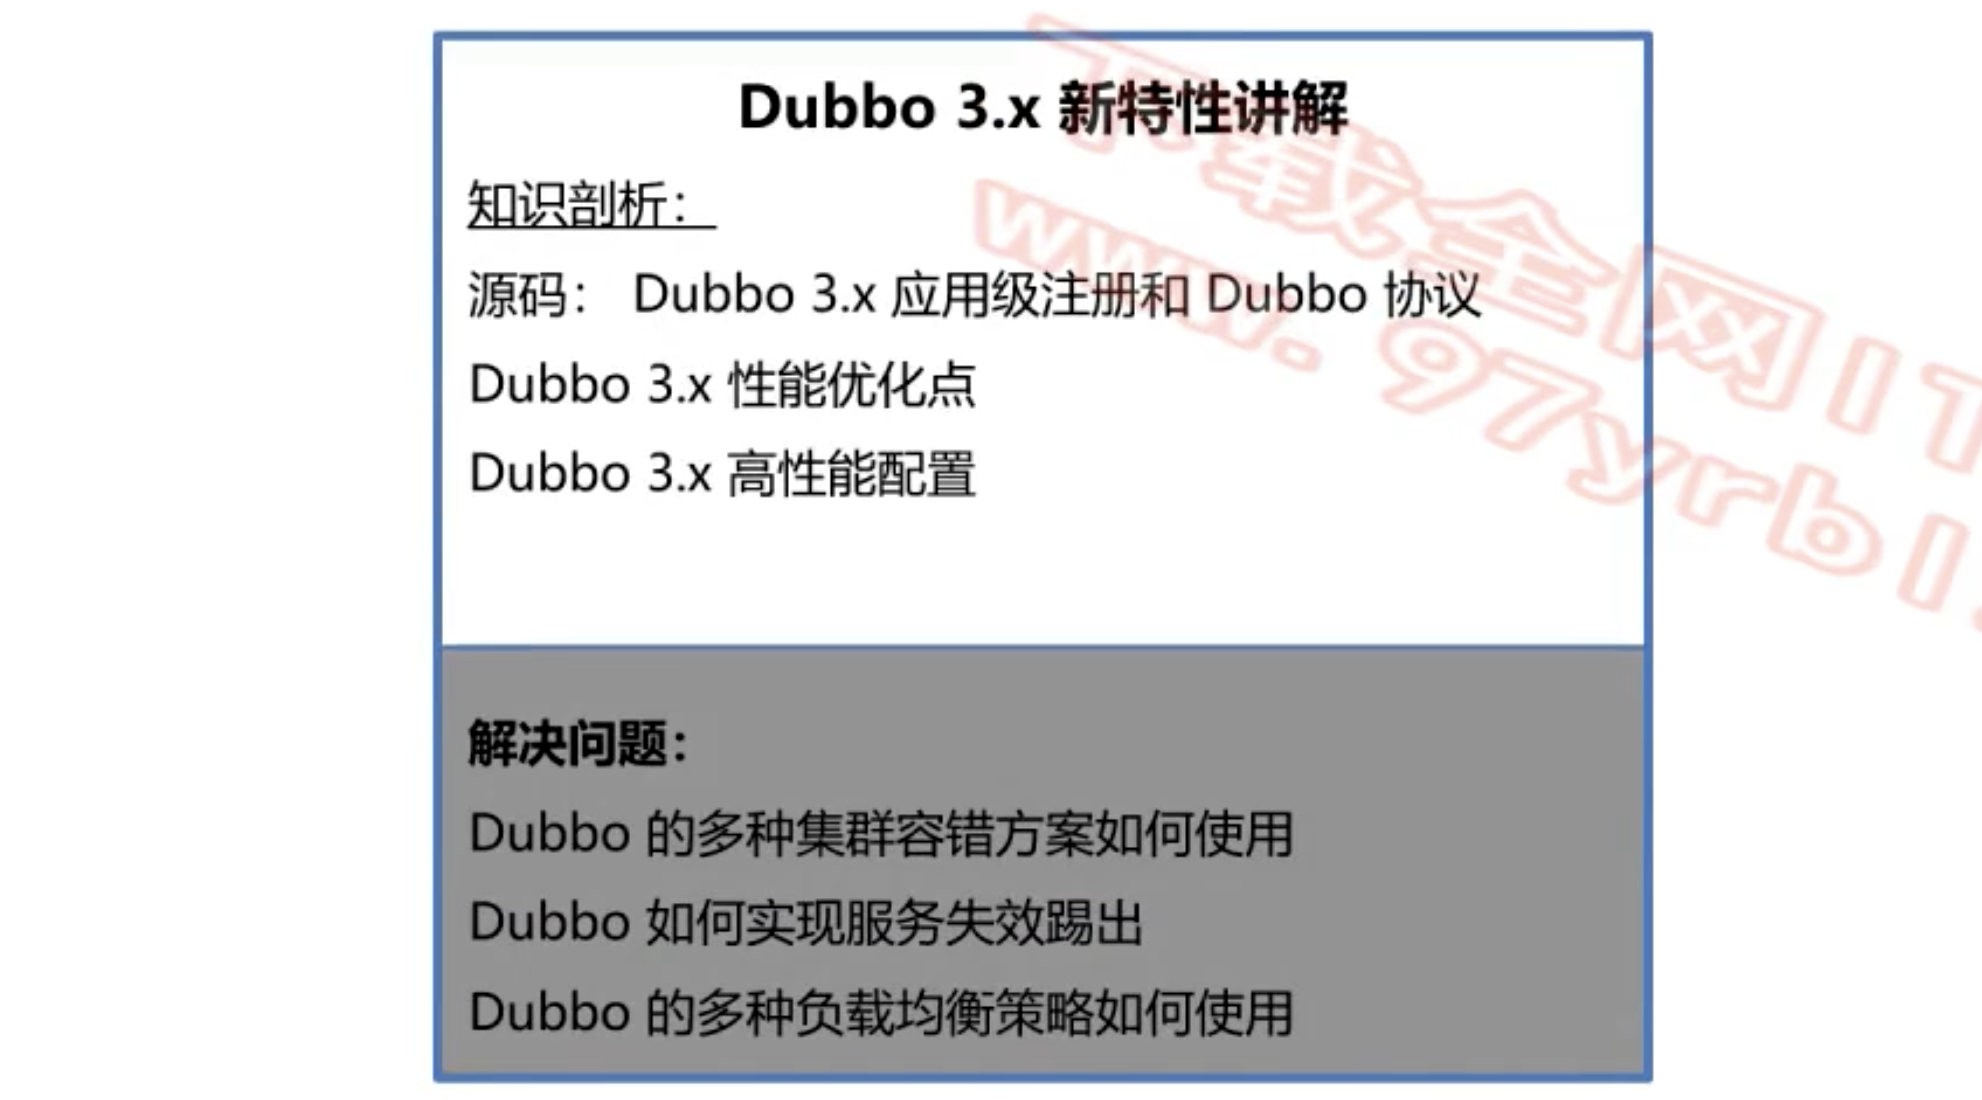 Dubbo 3.x 新特性讲解
知识剖析：
源码： Dubbo 3.x 应用级注册和 Dubbo 协议
Dubbo 3.x 性能优化点
Dubbo 3.x 高性能配置
解决问题：
Dubbo 的多种集群容错方案如何使用
Dubbo 如何实现服务失效踢出
Dubbo 的多种负载均衡策略如何使用
下载全网IT
www.97yrbl.